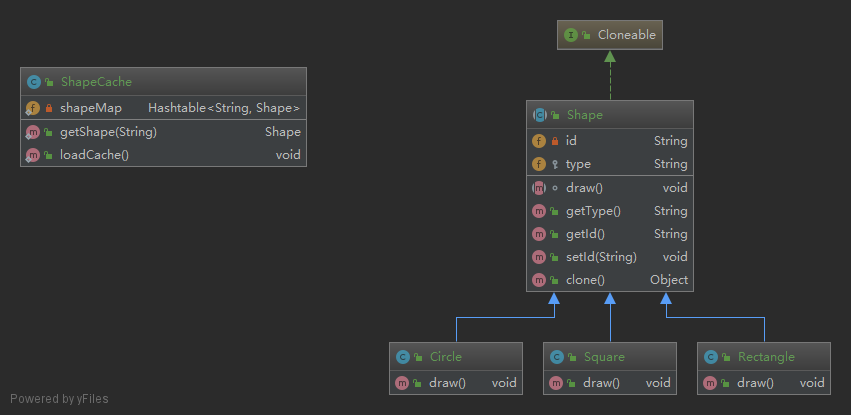 Cloneable
ShapeCache
shapeMap Hashtable<String, Shape>
getShape(String) Shape
loadCache() void
Shape
id String
type String
draw() void
getType() String
getId() String
setId(String) void
clone() Object
Circle
draw() void
Square
draw() void
Rectangle
draw() void
Powered by yFiles